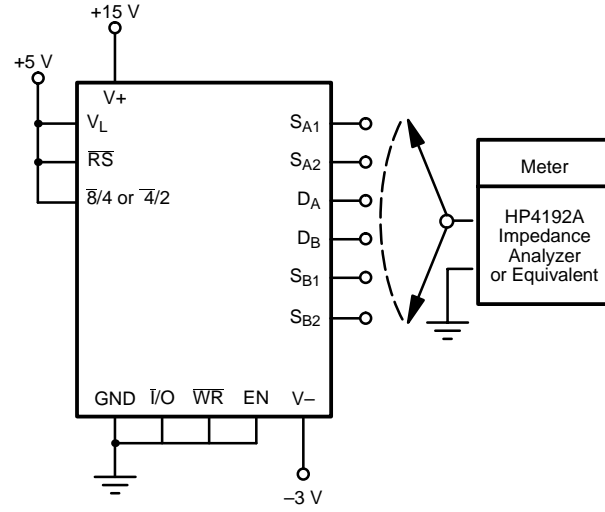 +15 V
+5 V
V+
VL
RS
8/4 or 4/2
SA1
SA2
DA
DB
SB1
SB2
GND
I/O
WR
EN
V–
–3 V
Meter
HP4192A
Impedance
Analyzer
or Equivalent